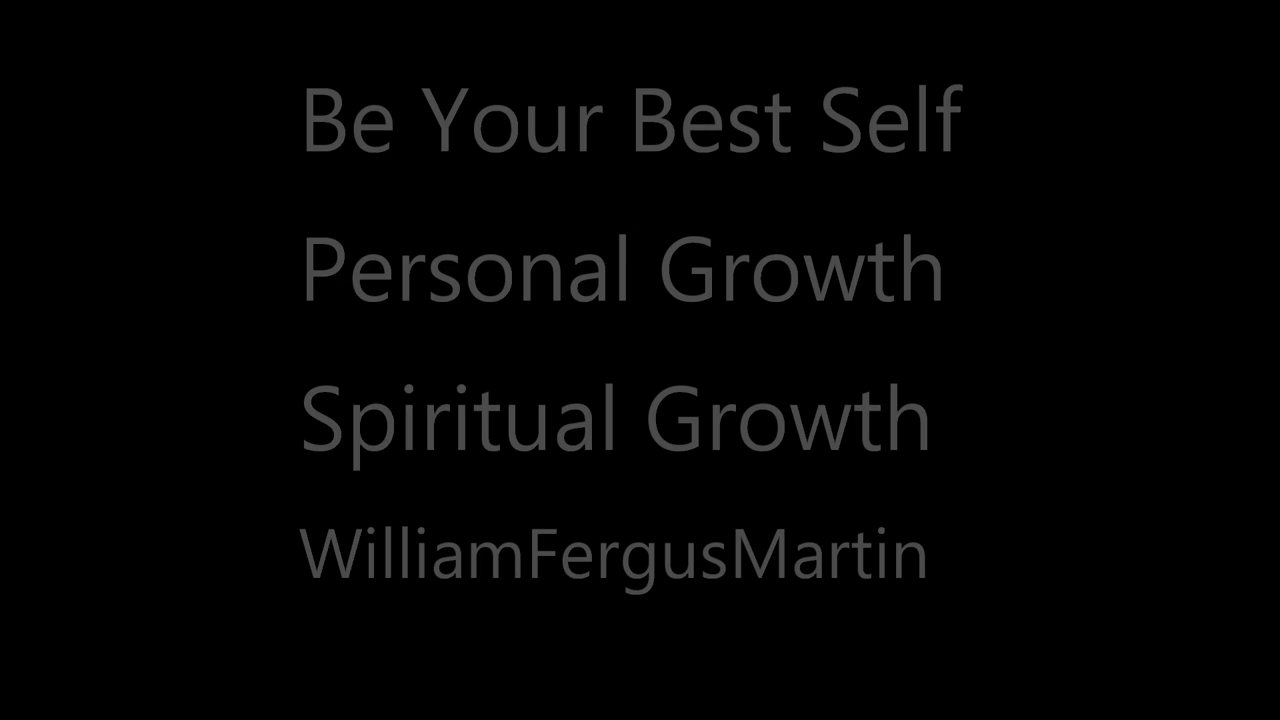 Be Your Best Self
Personal Growth
Spiritual Growth
WilliamFergusMartin